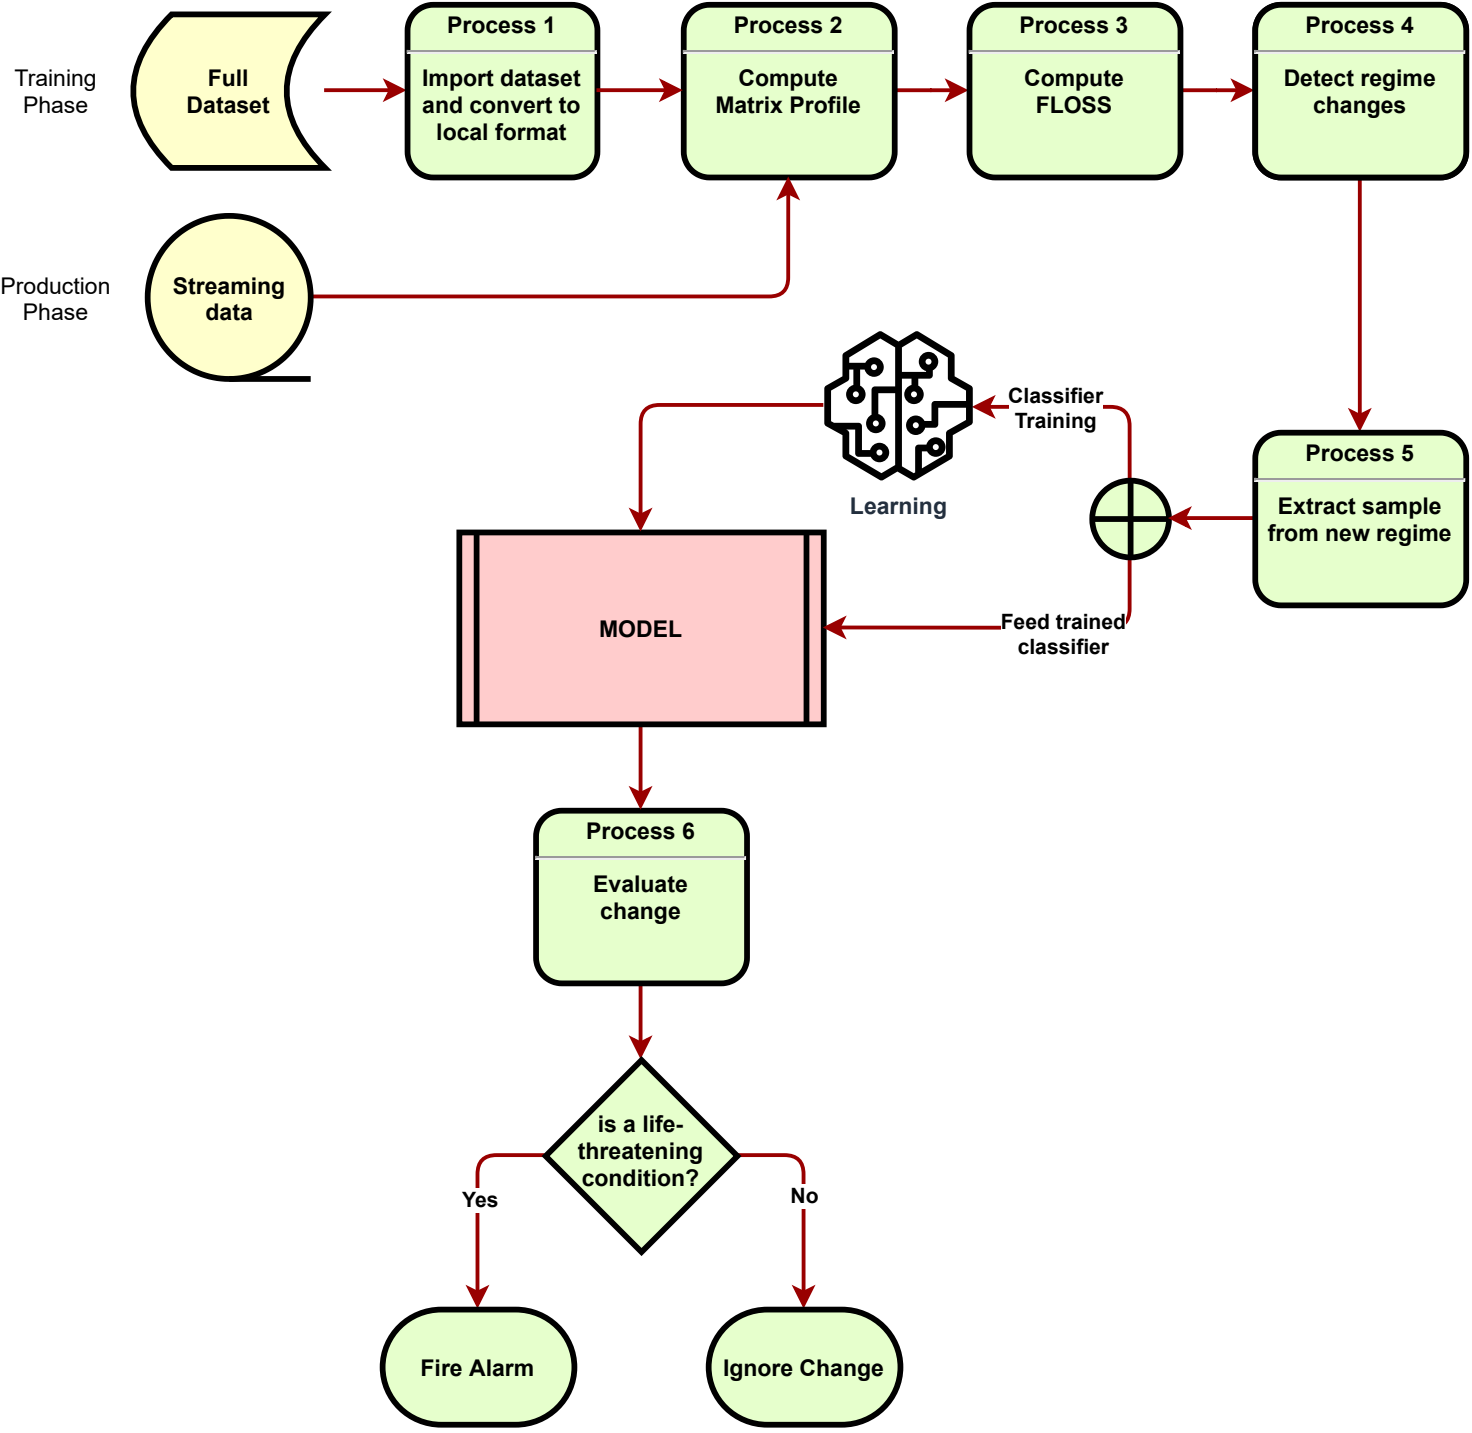 Training
Phase
Full
Dataset
Process 1
Import dataset
and convert to
local format
Process 2
Compute
Matrix Profile
Process 3
Compute
FLOSS
Process 4
Detect regime
changes
Production
Phase
Streaming
data
Classifier
Training
Learning
Process 5
Extract sample
from new regime
MODEL
Feed trained
classifier
Process 6
Evaluate
change
is a life-
threatening
condition?
Yes
No
Fire Alarm
Ignore Change